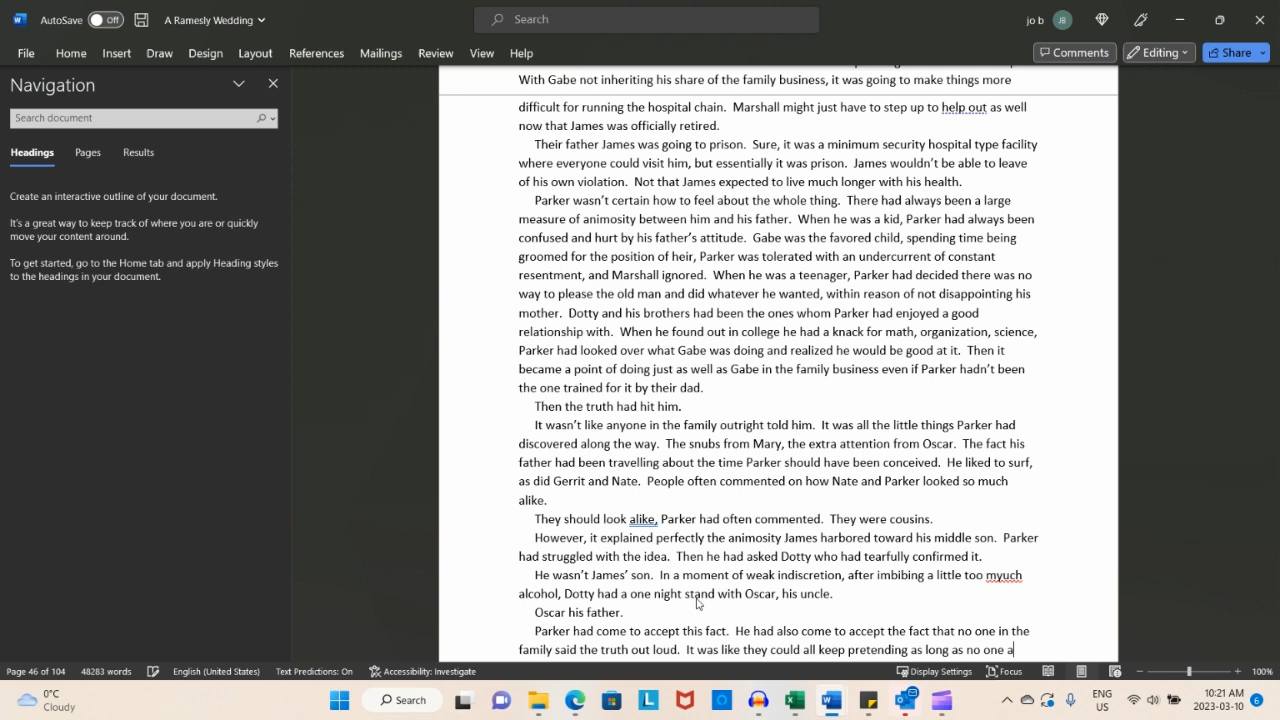 AutoSave Off A Ramesly Wedding Search jo b JB
File Home Insert Draw Design Layout References Mailings Review View Help Comments Editing Share
Navigation
Search document
Headings Pages Results
Create an interactive outline of your document.
It's a great way to keep track of where you are or quickly
move your content around.
To get started, go to the Home tab and apply Heading styles
to the headings in your document.
With Gabe not inheriting his share of the family business, it was going to make things more
difficult for running the hospital chain. Marshall might just have to step up to help out as well
now that James was officially retired.
Their father James was going to prison. Sure, it was a minimum security hospital type facility
where everyone could visit him, but essentially it was prison. James wouldn't be able to leave
of his own violation. Not that James expected to live much longer with his health.
Parker wasn't certain how to feel about the whole thing. There had always been a large
measure of animosity between him and his father. When he was a kid, Parker had always been
confused and hurt by his father's attitude. Gabe was the favored child, spending time being
groomed for the position of heir, Parker was tolerated with an undercurrent of constant
resentment, and Marshall ignored. When he was a teenager, Parker had decided there was no
way to please the old man and did whatever he wanted, within reason of not disappointing his
mother. Dotty and his brothers had been the ones whom Parker had enjoyed a good
relationship with. When he found out in college he had a knack for math, organization, science,
Parker had looked over what Gabe was doing and realized he would be good at it. Then it
became a point of doing just as well as Gabe in the family business even if Parker hadn't been
the one trained for it by their dad.
Then the truth had hit him.
It wasn't like anyone in the family outright told him. It was all the little things Parker had
discovered along the way. The snubs from Mary, the extra attention from Oscar. The fact his
father had been travelling about the time Parker should have been conceived. He liked to surf,
as did Gerrit and Nate. People often commented on how Nate and Parker looked so much
alike.
They should look alike, Parker had often commented. They were cousins.
However, it explained perfectly the animosity James harbored toward his middle son. Parker
had struggled with the idea. Then he had asked Dotty who had tearfully confirmed it.
He wasn't James' son. In a moment of weak indiscretion, after imbibing a little too myuch
alcohol, Dotty had a one night stand with Oscar, his uncle.
Oscar his father.
Parker had come to accept this fact. He had also come to accept the fact that no one in the
family said the truth out loud. It was like they could all keep pretending as long as no one a
Page 46 of 104 48283 words English (United States) Text Predictions: On Accessibility: Investigate Display Settings Focus 100%
0°C
Cloudy
Search
ENG
US
10:21 AM
2023-03-10
6